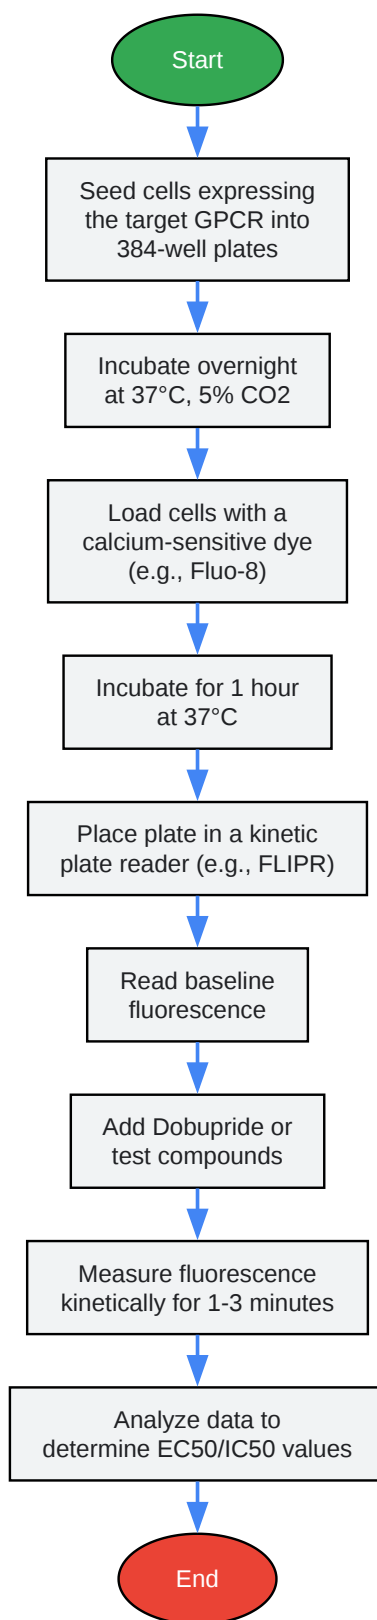 Start
Seed cells expressing
the target GPCR into
384-well plates
Incubate overnight
at 37°C, 5% CO2
Load cells with a
calcium-sensitive dye
(e.g., Fluo-8)
Incubate for 1 hour
at 37°C
Place plate in a kinetic
plate reader (e.g., FLIPR)
Read baseline
fluorescence
Add Dobupride or
test compounds
Measure fluorescence
kinetically for 1-3 minutes
Analyze data to
determine EC50/IC50 values
End